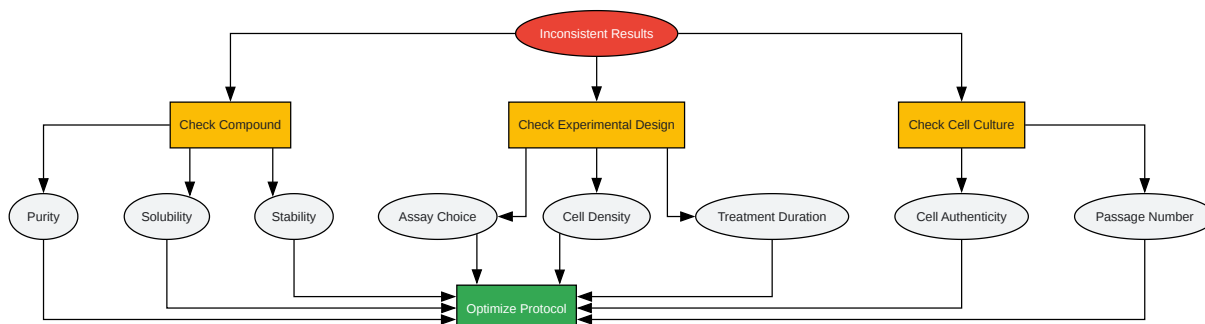 Inconsistent Results
Check Compound
Check Experimental Design
Check Cell Culture
Purity
Solubility
Stability
Assay Choice
Cell Density
Treatment Duration
Cell Authenticity
Passage Number
Optimize Protocol